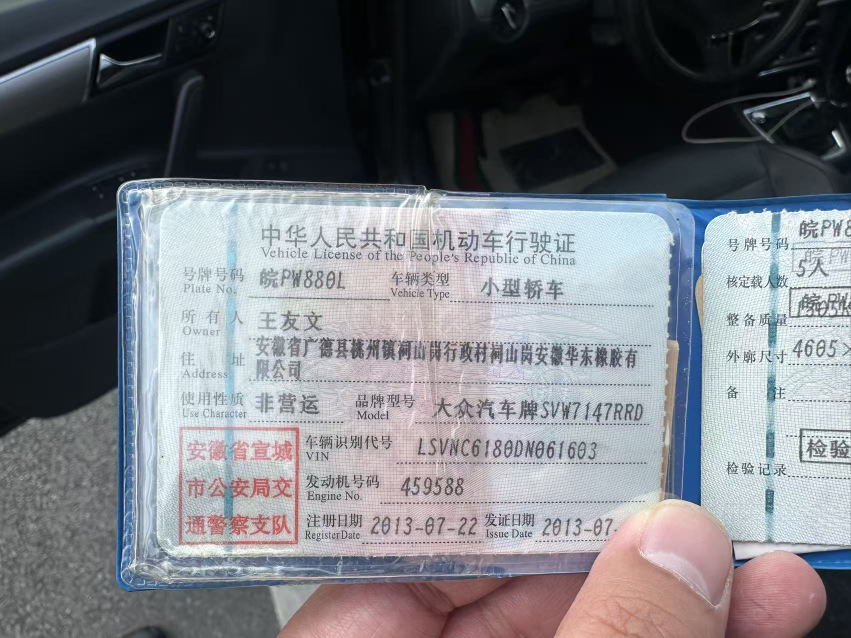 中华人民共和国机动车行驶证
Vehicle License of the People's Republic of China
号牌号码 皖PW880L 车辆类型 小型轿车
Plate No. Vehicle Type
所有人 王友文
Owner
住址 安徽省广德县桃州镇河山岗行政村河山岗安徽华东橡胶有
Address 限公司
使用性质 非营运 品牌型号 大众汽车牌SVW7147RRD
Use Character Model
安徽省宣城
市公安局交
通警察支队
车辆识别代号 LSVNC6180DN061603
VIN
发动机号码 459588
Engine No.
注册日期 2013-07-22 发证日期 2013-07-
Register Date Issue Date
号牌号码 皖PW8
核定载人数 5人
整备质量
外廓尺寸 4605×
备注
检验记录
检验